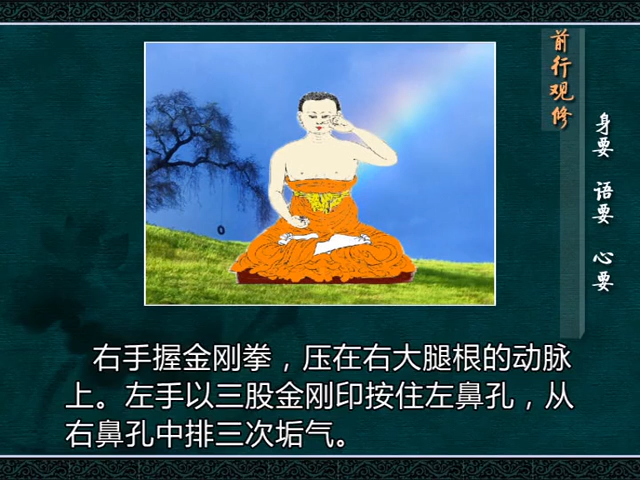 前行观修
身要 语要 心要
右手握金刚拳，压在右大腿根的动脉
上。左手以三股金刚印按住左鼻孔，从
右鼻孔中排三次垢气。